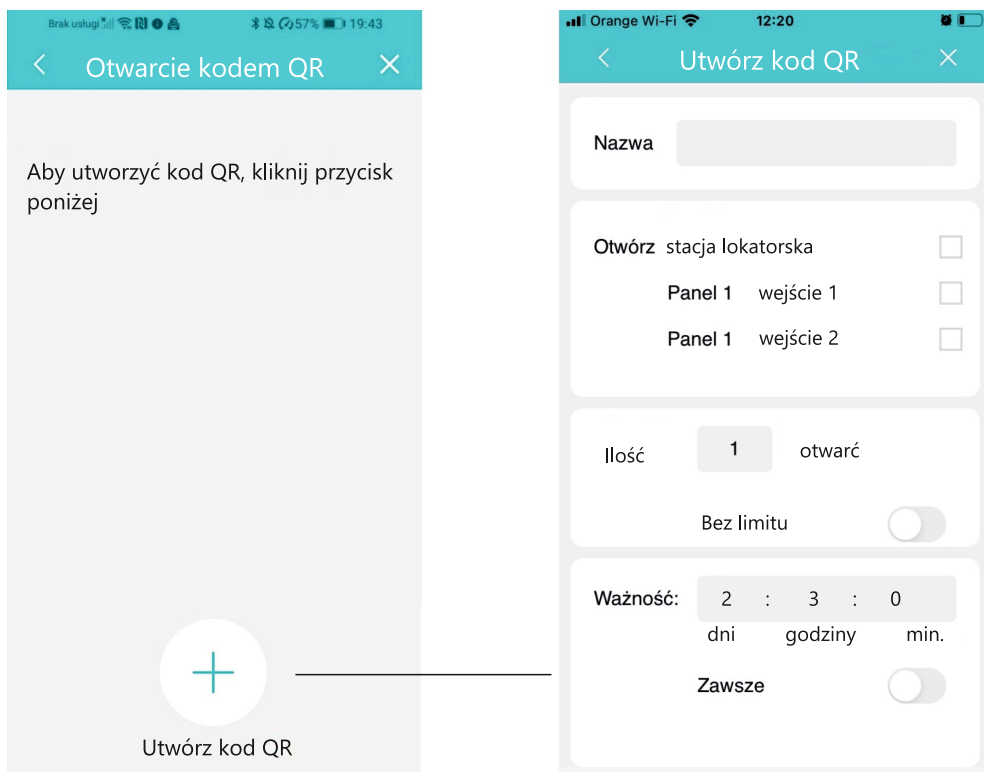 Brak usługi 57% 19:43
Otwarcie kodem QR
Aby utworzyć kod QR, kliknij przycisk
poniżej
Utwórz kod QR
Orange Wi-Fi 12:20
Utwórz kod QR
Nazwa
Otwórz stacja lokatorska
Panel 1 wejście 1
Panel 1 wejście 2
Ilość 1 otwarć
Bez limitu
Ważność: 2 : 3 : 0
dni godziny min.
Zawsze